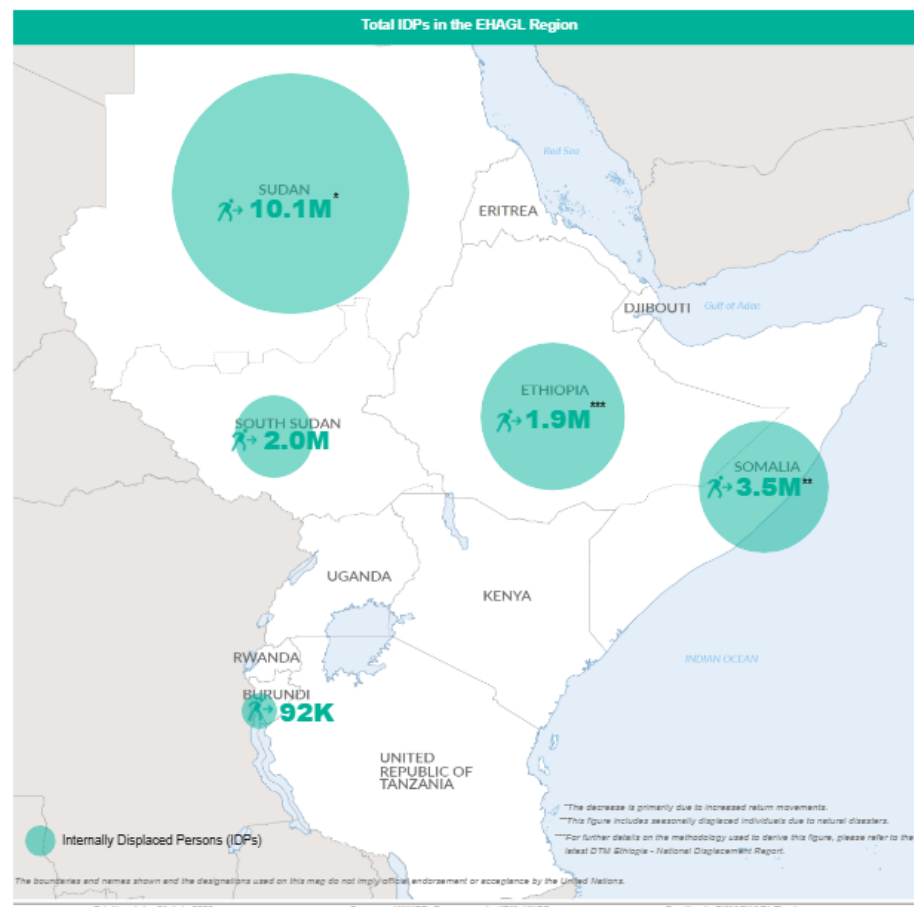 Total IDPs in the EHAGL Region
Red Sea
SUDAN
10.1M*
ERITREA
DJIBOUTI
Gulf of Aden
ETHIOPIA
1.9M***
SOUTH SUDAN
2.0M
SOMALIA
3.5M**
UGANDA
KENYA
RWANDA
INDIAN OCEAN
BURUNDI
92K
UNITED
REPUBLIC OF
TANZANIA
*The decrease is primarily due to increased return movements.
**This figure includes seasonally displaced individuals due to natural disasters.
***For further details on the methodology used to derive this figure, please refer to the
latest DTM Ethiopia - National Displacement Report.
Internally Displaced Persons (IDPs)
The boundaries and names shown and the designations used on this map do not imply official endorsement or acceptance by the United Nations.